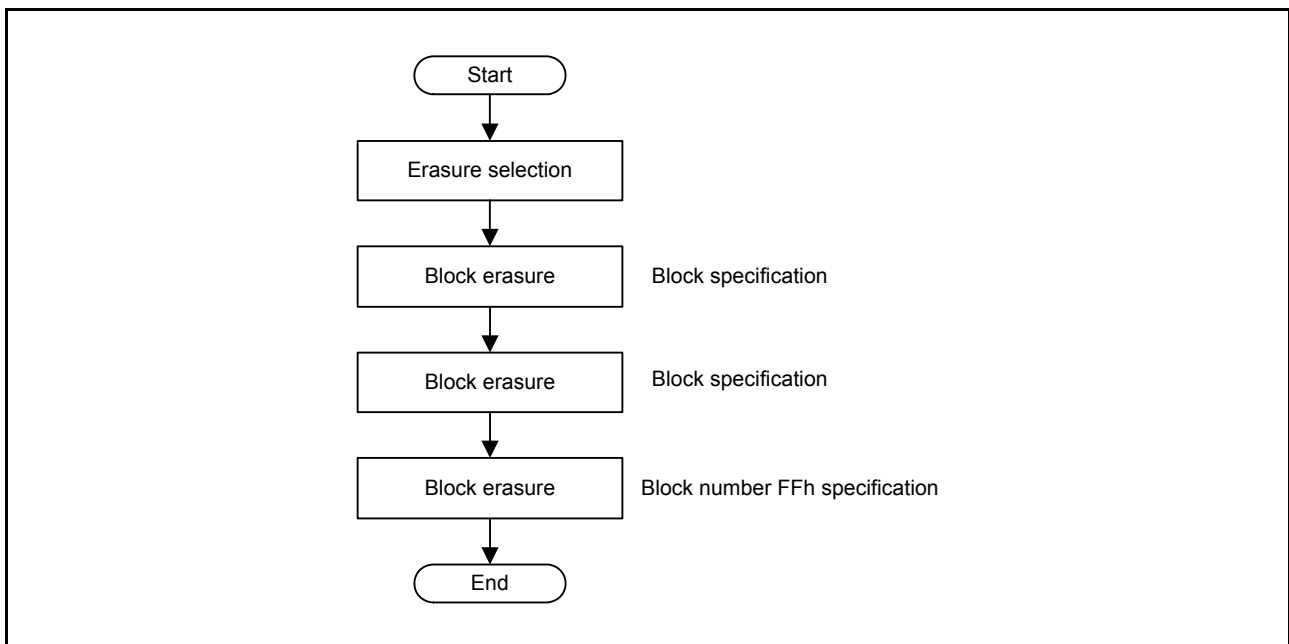 Start
Erasure selection
Block erasure
Block specification
Block erasure
Block specification
Block erasure
Block number FFh specification
End